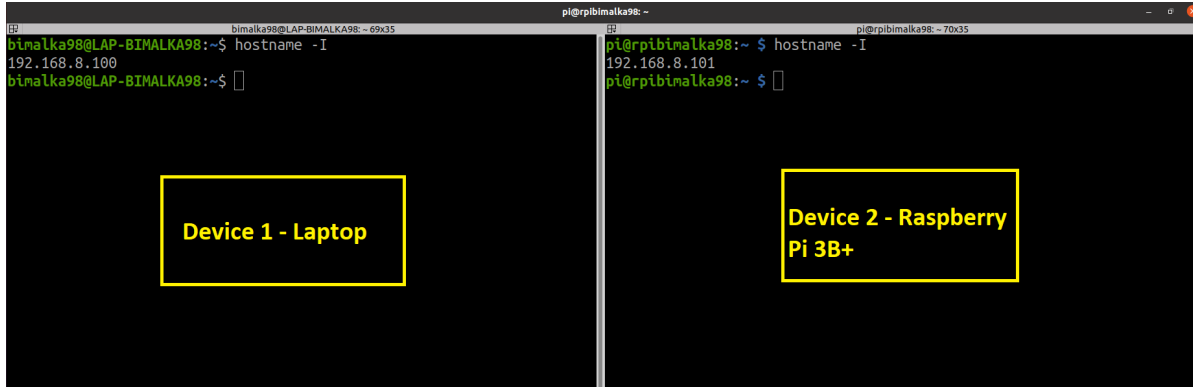 pi@rpibimalka98: ~
bimalka98@LAP-BIMALKA98: ~ 69x35
bimalka98@LAP-BIMALKA98:~$ hostname -I
192.168.8.100
bimalka98@LAP-BIMALKA98:~$
Device 1 - Laptop
pi@rpibimalka98: ~ 70x35
pi@rpibimalka98:~ $ hostname -I
192.168.8.101
pi@rpibimalka98:~ $
Device 2 - Raspberry
Pi 3B+